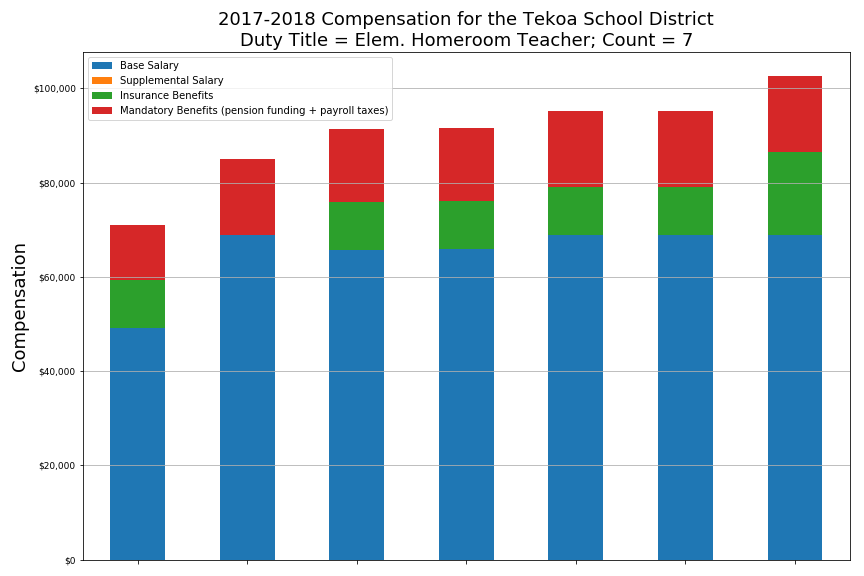 2017-2018 Compensation for the Tekoa School District
Duty Title = Elem. Homeroom Teacher; Count = 7
Base Salary
Supplemental Salary
Insurance Benefits
Mandatory Benefits (pension funding + payroll taxes)
$100,000
$80,000
$60,000
$40,000
$20,000
$0
Compensation